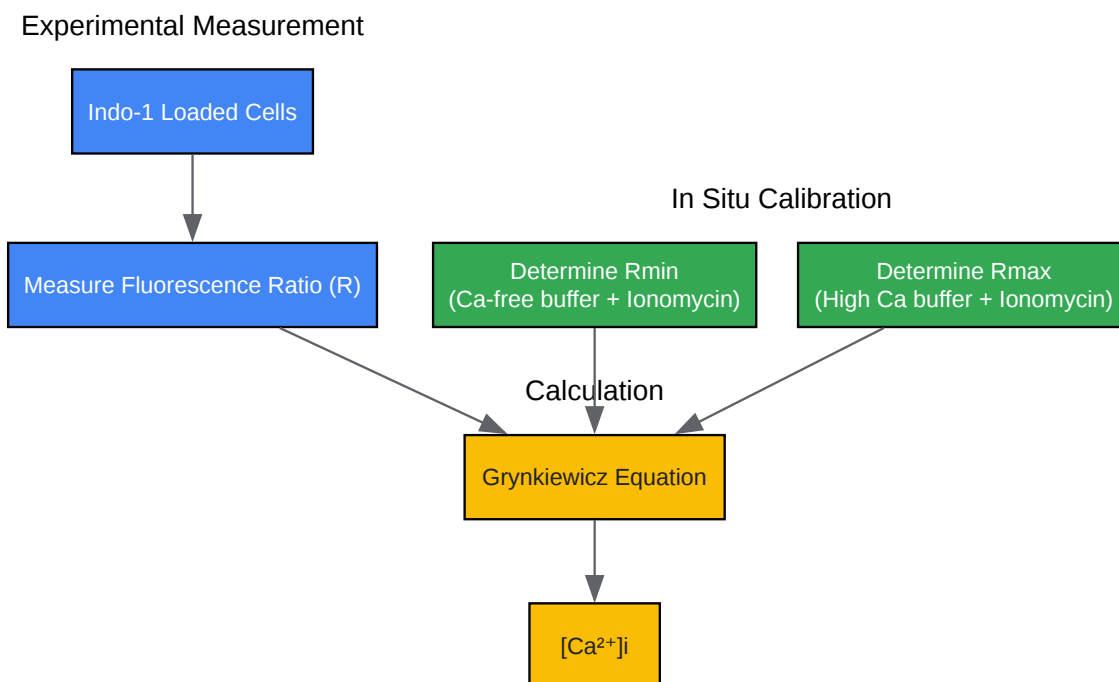 Experimental Measurement
Indo-1 Loaded Cells
In Situ Calibration
Measure Fluorescence Ratio (R)
Determine Rmin
(Ca-free buffer + Ionomycin)
Determine Rmax
(High Ca buffer + Ionomycin)
Calculation
Grynkiewicz Equation
[Ca²⁺]i